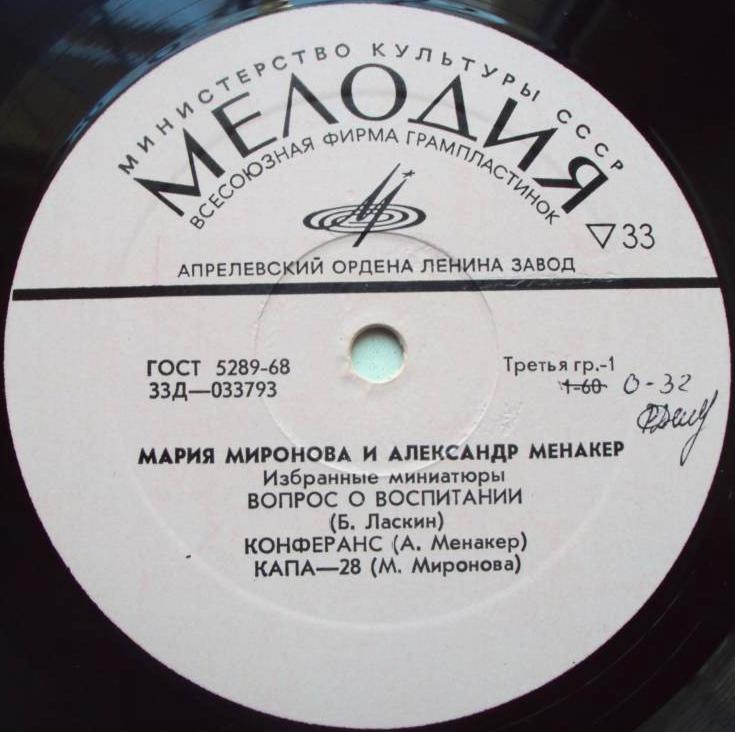 МИНИСТЕРСТВО КУЛЬТУРЫ СССР
МЕЛОДИЯ
ВСЕСОЮЗНАЯ ФИРМА ГРАМПЛАСТИНОК
▽33
АПРЕЛЕВСКИЙ ОРДЕНА ЛЕНИНА ЗАВОД
ГОСТ 5289-68
33Д—033793
Третья гр.-1
1-60 0-32
МАРИЯ МИРОНОВА И АЛЕКСАНДР МЕНАКЕР
Избранные миниатюры
ВОПРОС О ВОСПИТАНИИ
(Б. Ласкин)
КОНФЕРАНС (А. Менакер)
КАПА—28 (М. Миронова)